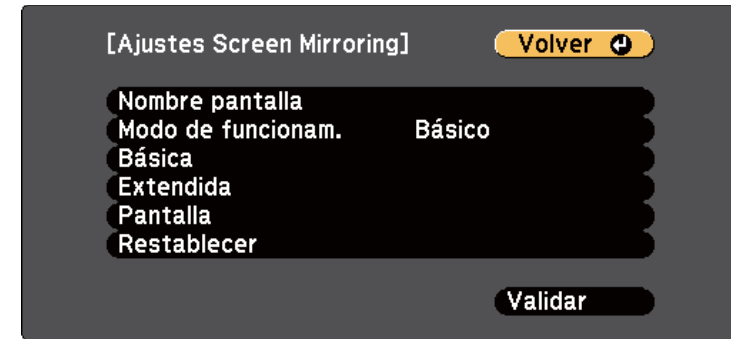 [Ajustes Screen Mirroring] Volver
Nombre pantalla
Modo de funcionam. Básico
Básica
Extendida
Pantalla
Restablecer
Validar